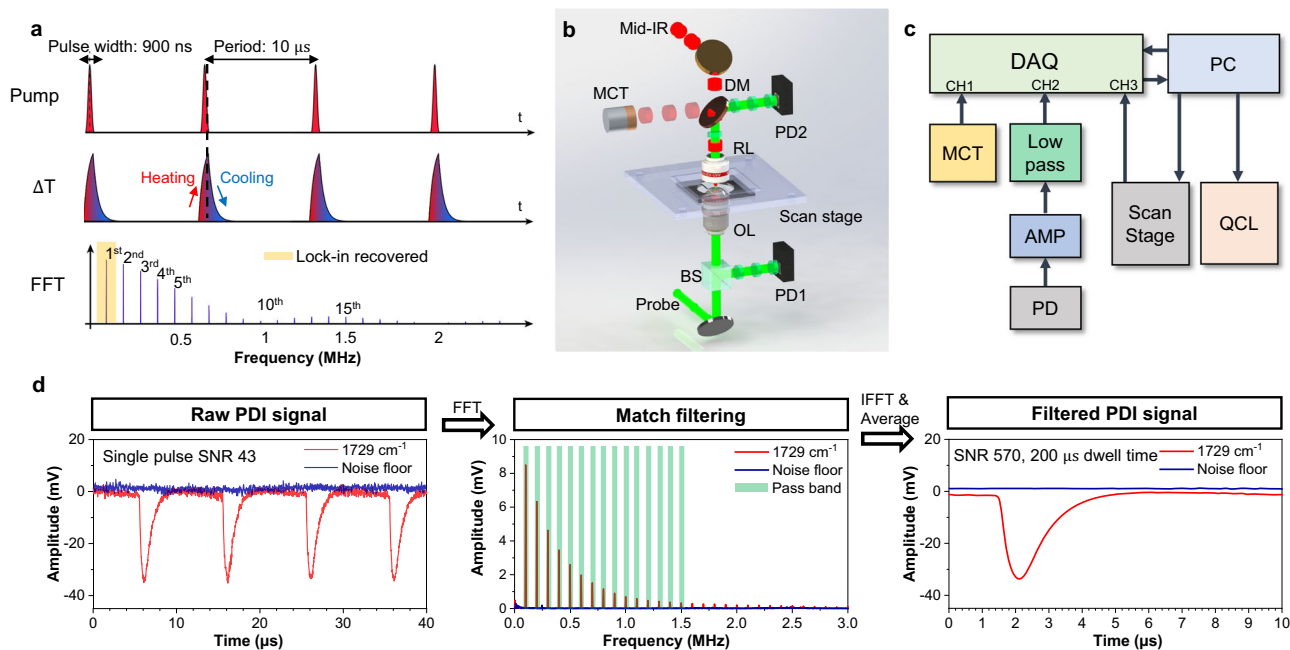 a
Pulse width: 900 ns
Period: 10 μs
Pump
t
ΔT
Heating
Cooling
t
FFT
1st
2nd
3rd
4th
5th
10th
15th
Lock-in recovered
0.5
1
1.5
2
Frequency (MHz)
b
Mid-IR
DM
MCT
PD2
RL
Scan stage
OL
BS
PD1
Probe
c
DAQ
CH1
CH2
CH3
PC
MCT
Low
pass
AMP
PD
Scan
Stage
QCL
d
Raw PDI signal
Single pulse SNR 43
1729 cm⁻¹
Noise floor
Amplitude (mV)
20
0
-20
-40
0
10
20
30
40
Time (μs)
FFT
Match filtering
1729 cm⁻¹
Noise floor
Pass band
Amplitude (mV)
10
8
6
4
2
0
0.0
0.5
1.0
1.5
2.0
2.5
3.0
Frequency (MHz)
IFFT &
Average
Filtered PDI signal
1729 cm⁻¹
SNR 570, 200 μs dwell time
Noise floor
Amplitude (mV)
20
0
-20
-40
0
1
2
3
4
5
6
7
8
9
10
Time (μs)